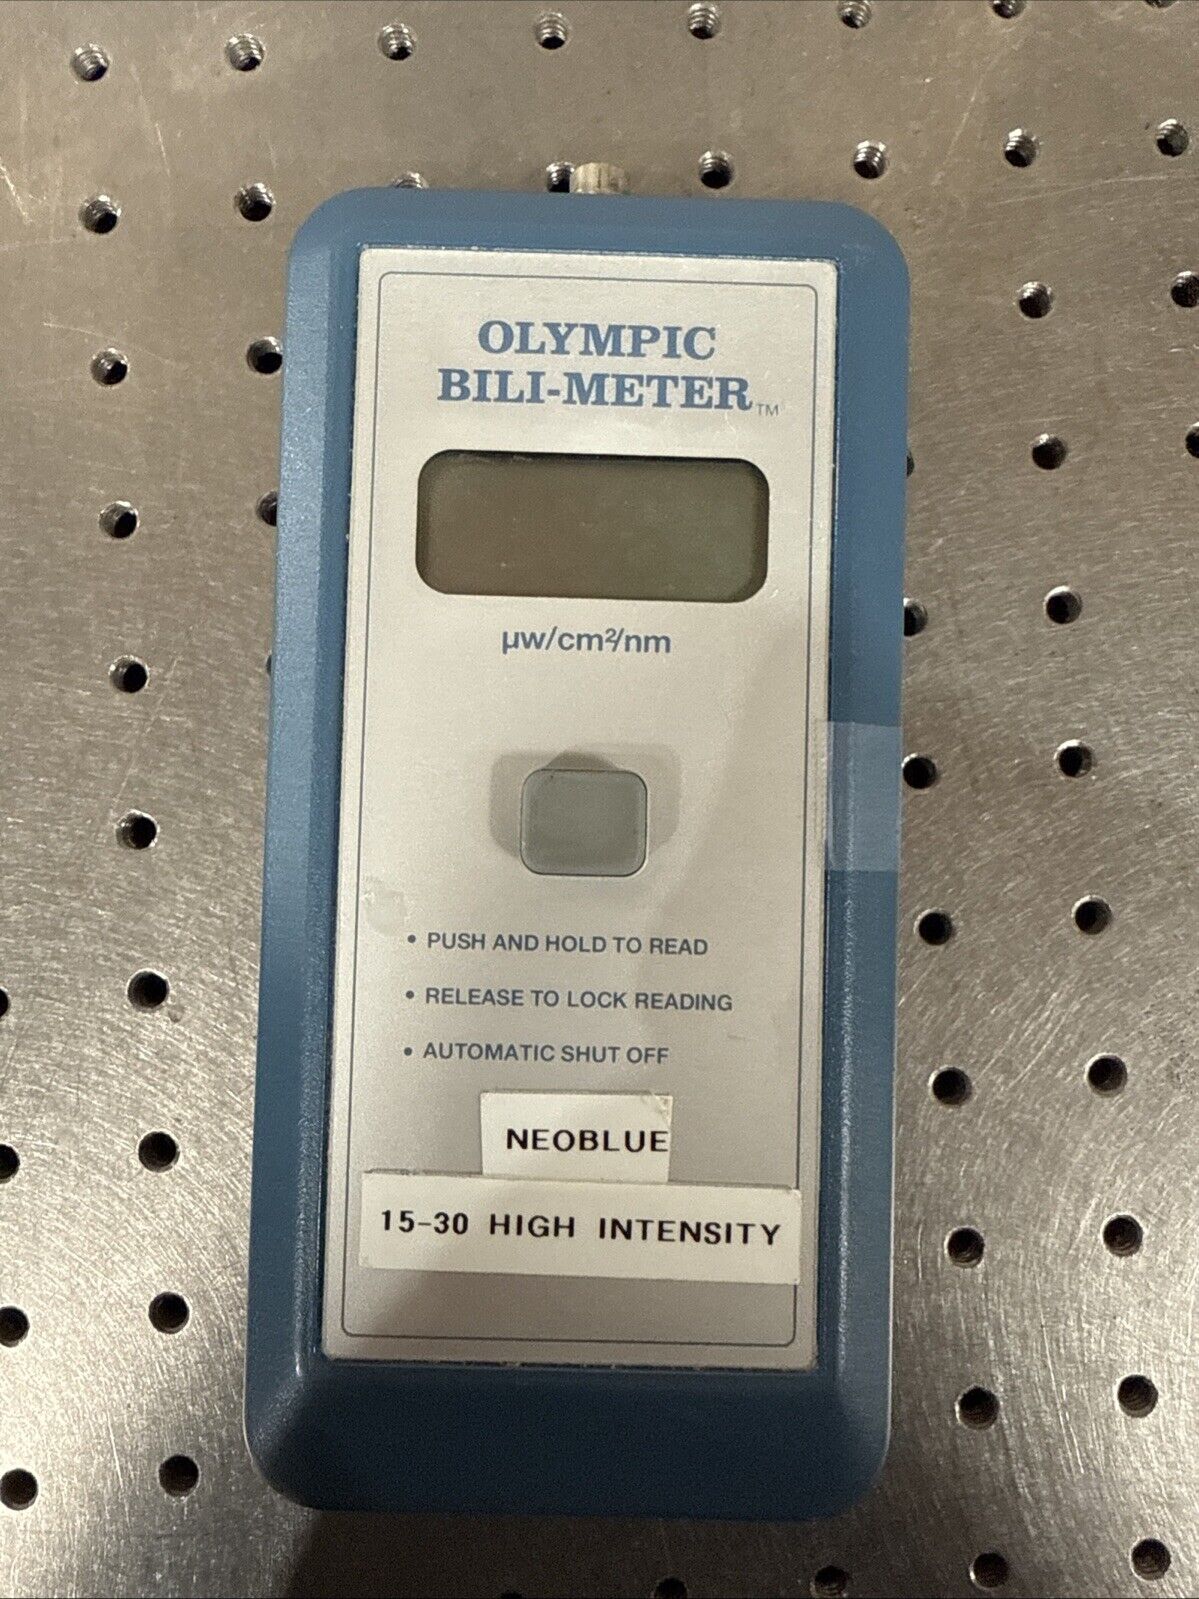 OLYMPIC
BILI-METER™
µw/cm²/nm
• PUSH AND HOLD TO READ
• RELEASE TO LOCK READING
• AUTOMATIC SHUT OFF
NEOBLUE
15-30 HIGH INTENSITY